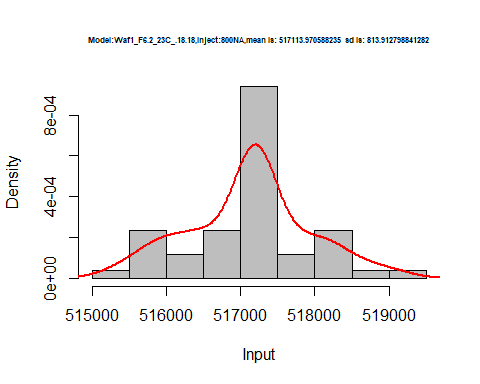 Model:Waf1_F6.2_23C_.18.18,Inject:800NA,mean is: 517113.970588235 sd is: 813.912798841282
Density
0e+00 4e-04 8e-04
515000 516000 517000 518000 519000
Input